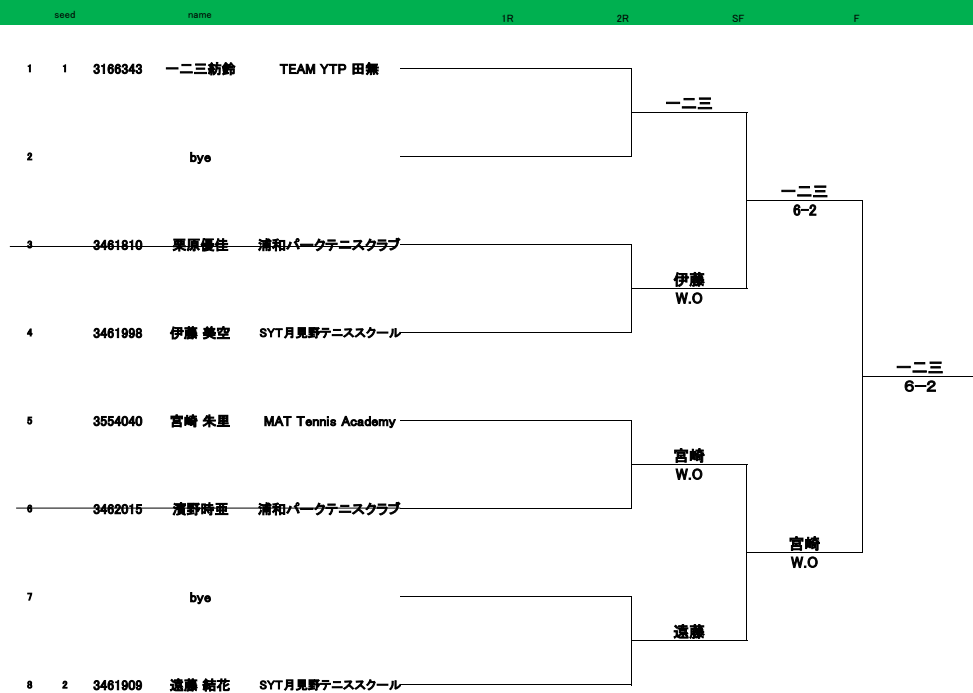 seed name 1R 2R SF F
1 1 3166343 一二三紡鈴 TEAM YTP 田無
一二三
2 bye
一二三
6-2
3 3461810 栗原優佳 浦和パークテニスクラブ
伊藤
W.O
4 3461998 伊藤 美空 SYT月見野テニススクール
一二三
6-2
5 3554040 宮崎 朱里 MAT Tennis Academy
宮崎
W.O
6 3462015 濱野時亜 浦和パークテニスクラブ
宮崎
W.O
7 bye
遠藤
8 2 3461909 遠藤 結花 SYT月見野テニススクール